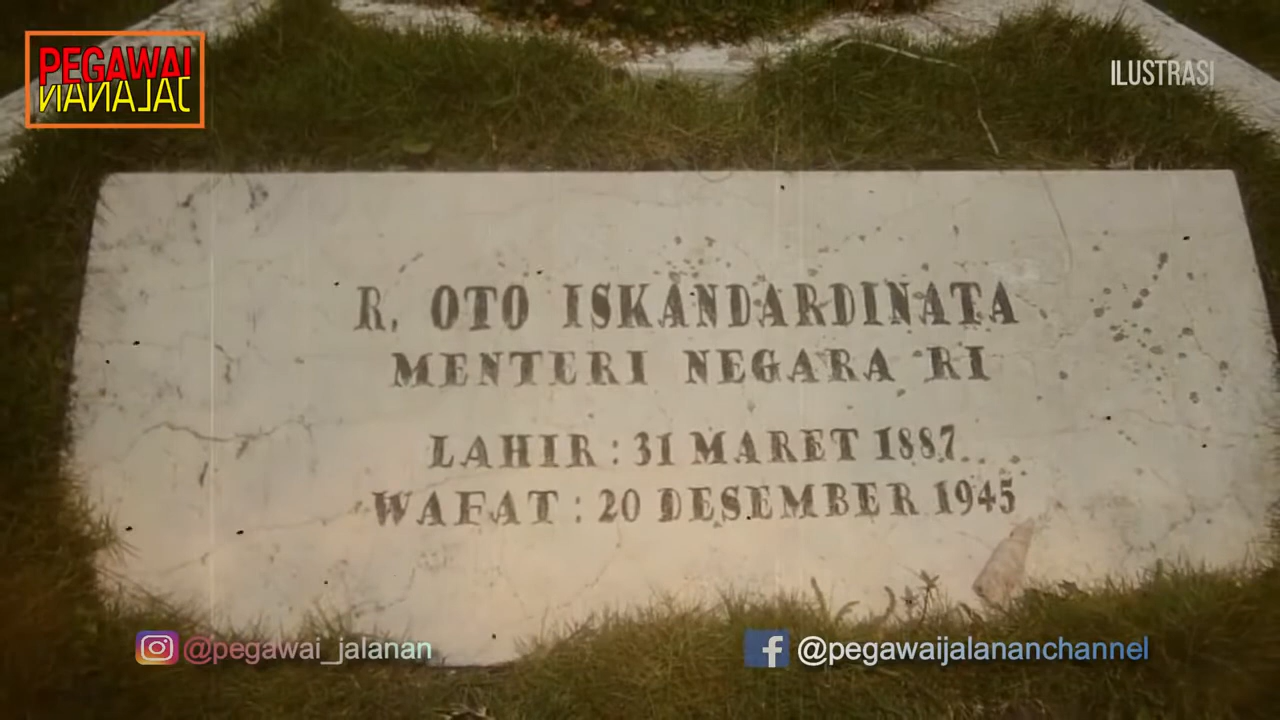 PEGAWAI
JALANAN
ILUSTRASI
R. OTO ISKANDARDINATA
MENTERI NEGARA RI
LAHIR : 31 MARET 1887
WAFAT : 20 DESEMBER 1945
@pegawai_jalanan
@pegawaijalananchannel